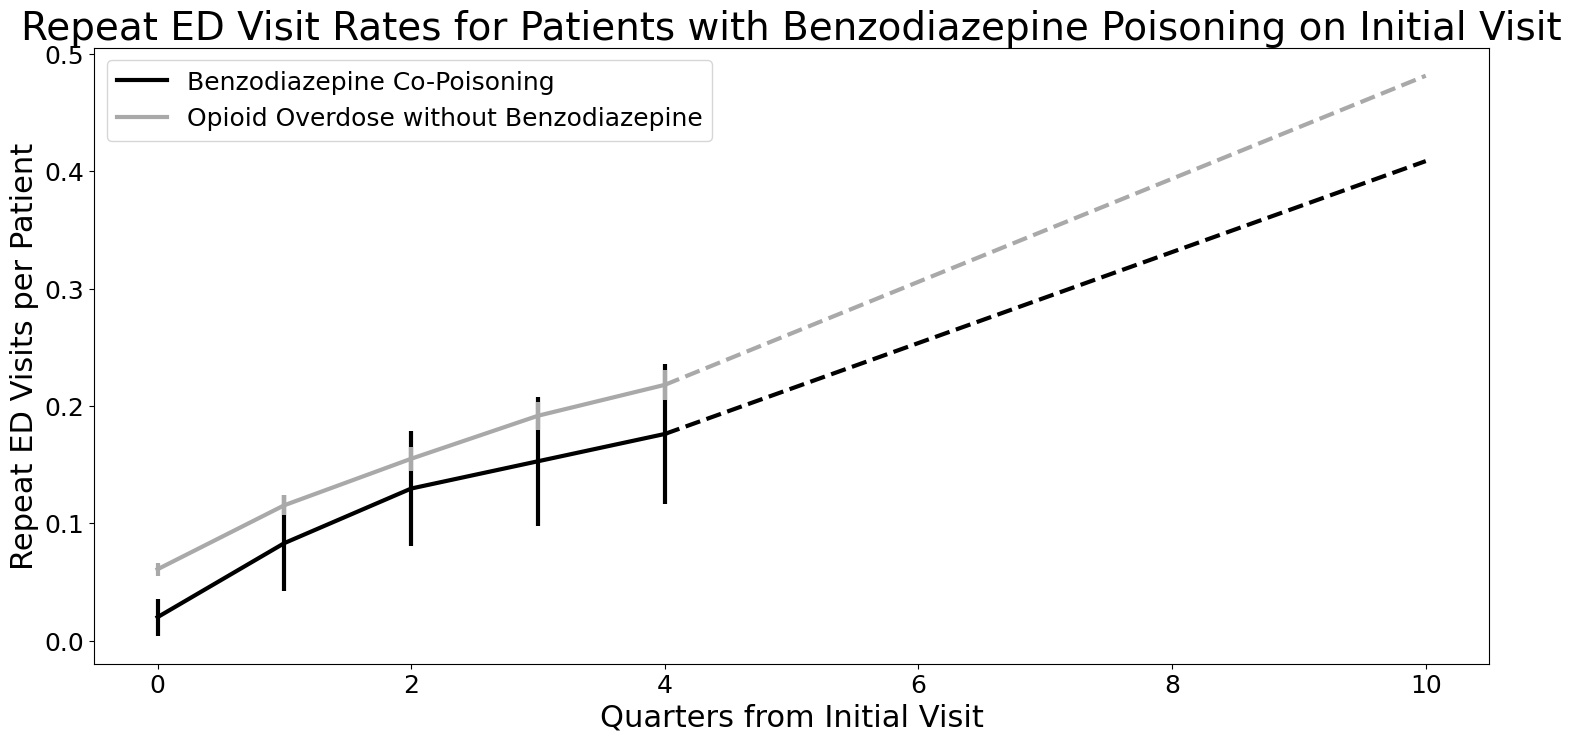 Repeat ED Visit Rates for Patients with Benzodiazepine Poisoning on Initial Visit
Benzodiazepine Co-Poisoning
Opioid Overdose without Benzodiazepine
Repeat ED Visits per Patient
0.5
0.4
0.3
0.2
0.1
0.0
0 2 4 6 8 10
Quarters from Initial Visit